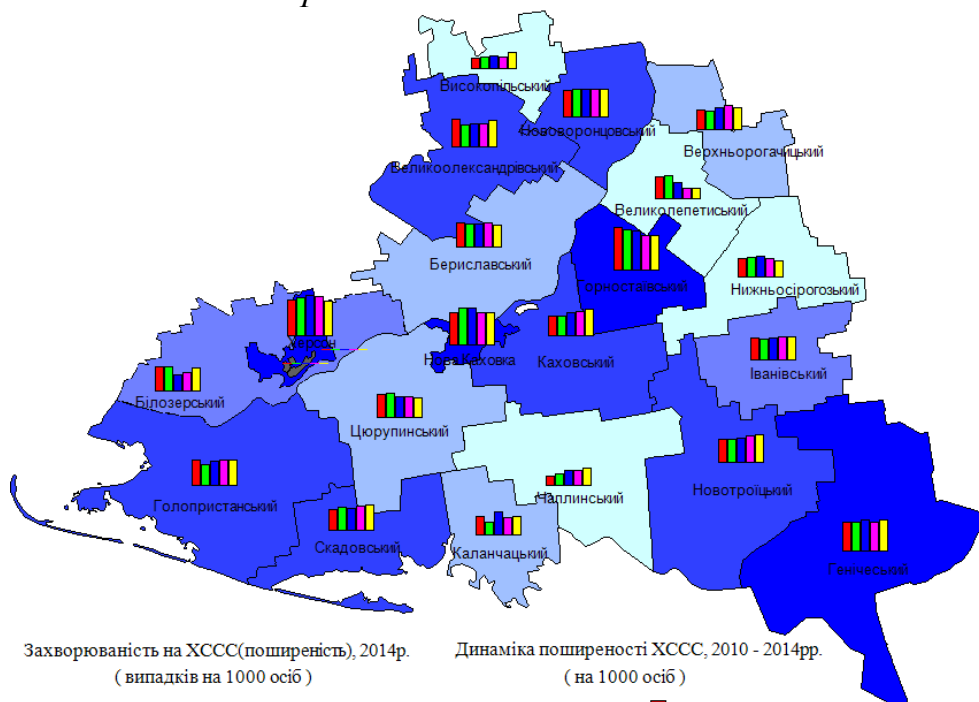 Високопільський
Нововоронцовський
Верхньорогачицький
Великоолександрівський
Великолепетиський
Бериславський
Горностаївський
Нижньосірогозький
Херсон
Нова Каховка
Каховський
Іванівський
Білозерський
Цюрупинський
Голопристанський
Чаплинський
Новотроїцький
Скадовський
Каланчацький
Генічеський
Захворюваність на ХССС(поширеність), 2014р.
( випадків на 1000 осіб )
Динаміка поширеності ХССС, 2010 - 2014рр.
( на 1000 осіб )